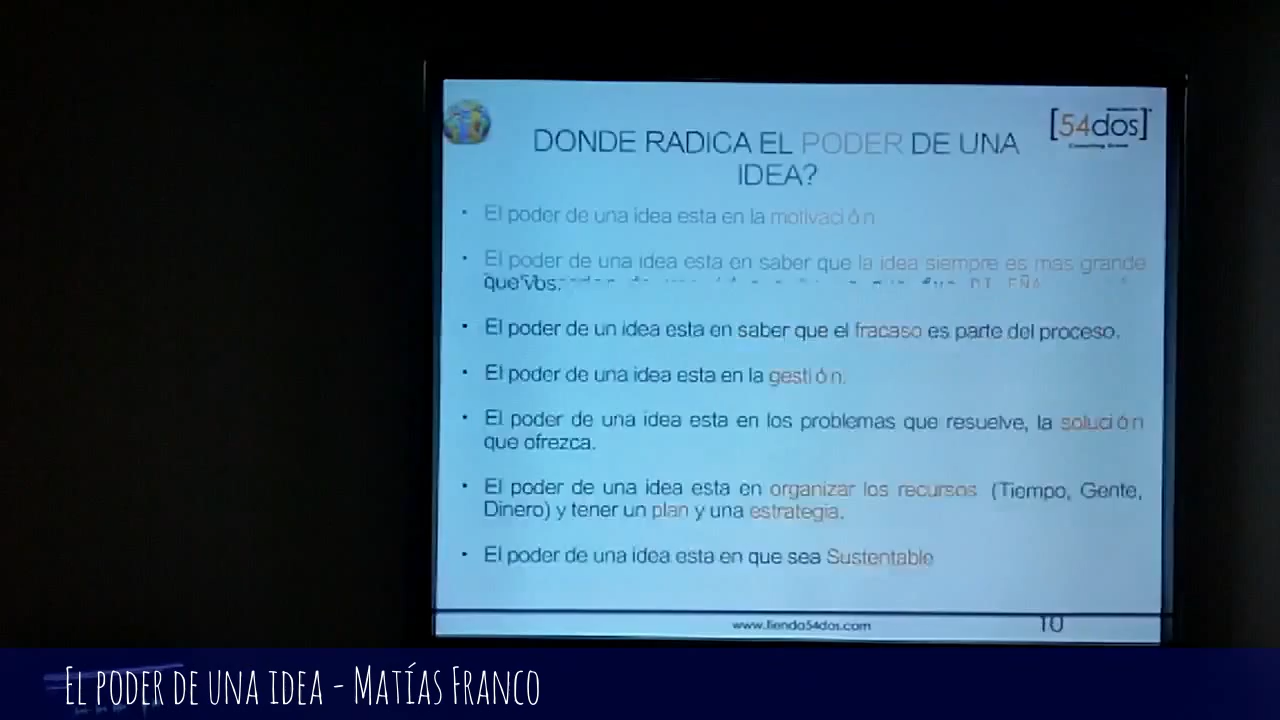 [54dos]
Consulting Group
DONDE RADICA EL PODER DE UNA
IDEA?
• El poder de una idea esta en la motivación
• El poder de una idea esta en saber que la idea siempre es mas grande
que vos.
• El poder de un idea esta en saber que el fracaso es parte del proceso.
• El poder de una idea esta en la gestión.
• El poder de una idea esta en los problemas que resuelve, la solución
que ofrezca.
• El poder de una idea esta en organizar los recursos (Tiempo, Gente,
Dinero) y tener un plan y una estrategia.
• El poder de una idea esta en que sea Sustentable
www.tienda54dos.com
10
El poder de una idea - Matías Franco